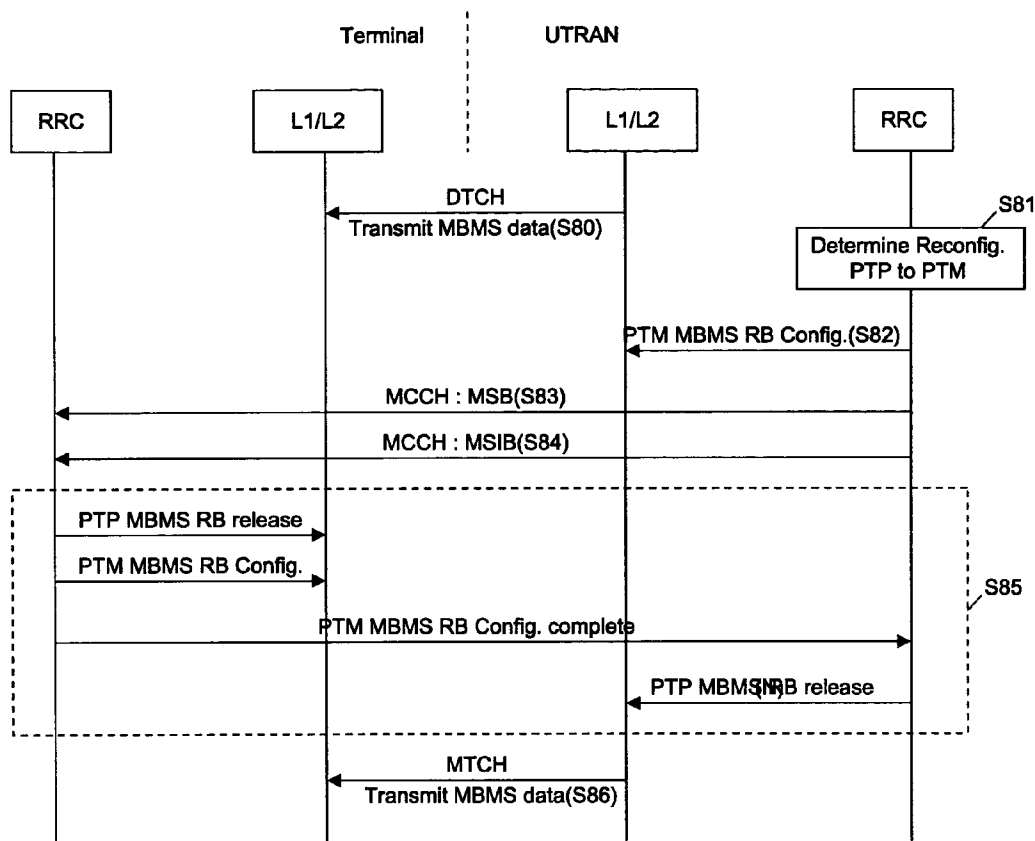 Terminal
UTRAN
RRC
L1/L2
L1/L2
RRC
DTCH
Transmit MBMS data(S80)
S81
Determine Reconfig.
PTP to PTM
PTM MBMS RB Config.(S82)
MCCH : MSB(S83)
MCCH : MSIB(S84)
PTP MBMS RB release
PTM MBMS RB Config.
S85
PTM MBMS RB Config. complete
PTP MBMS RB release
MTCH
Transmit MBMS data(S86)